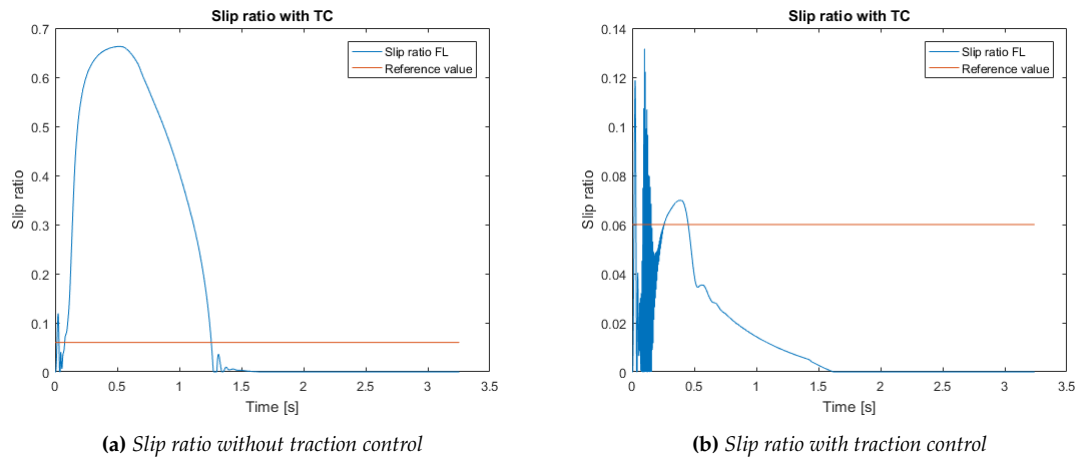 Slip ratio with TC
Slip ratio FL
Reference value
0.7
0.6
0.5
0.4
0.3
0.2
0.1
0
Slip ratio
0 0.5 1 1.5 2 2.5 3 3.5
Time [s]
(a) Slip ratio without traction control
Slip ratio with TC
Slip ratio FL
Reference value
0.14
0.12
0.1
0.08
0.06
0.04
0.02
0
Slip ratio
0 0.5 1 1.5 2 2.5 3 3.5
Time [s]
(b) Slip ratio with traction control